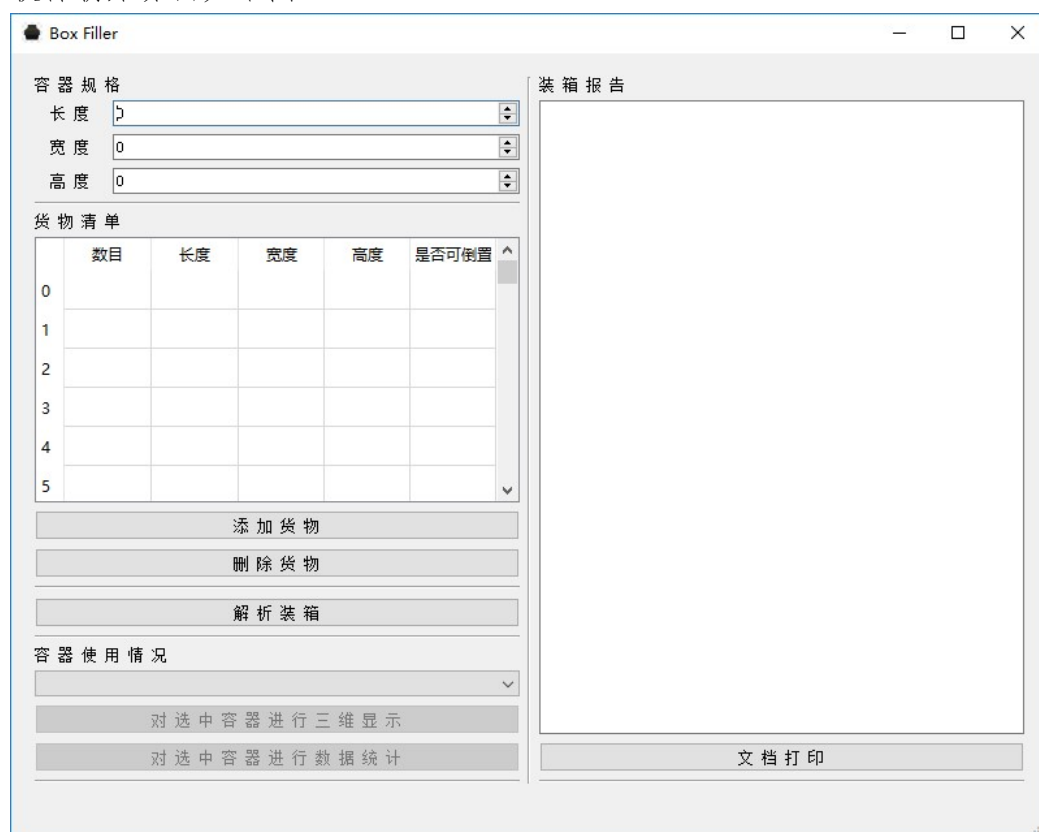 Box Filler
容器规格
长度
宽度 0
高度 0
货物清单
数目 长度 宽度 高度 是否可倒置
0
1
2
3
4
5
添加货物
删除货物
解析装箱
容器使用情况
对选中容器进行三维显示
对选中容器进行数据统计
装箱报告
文档打印